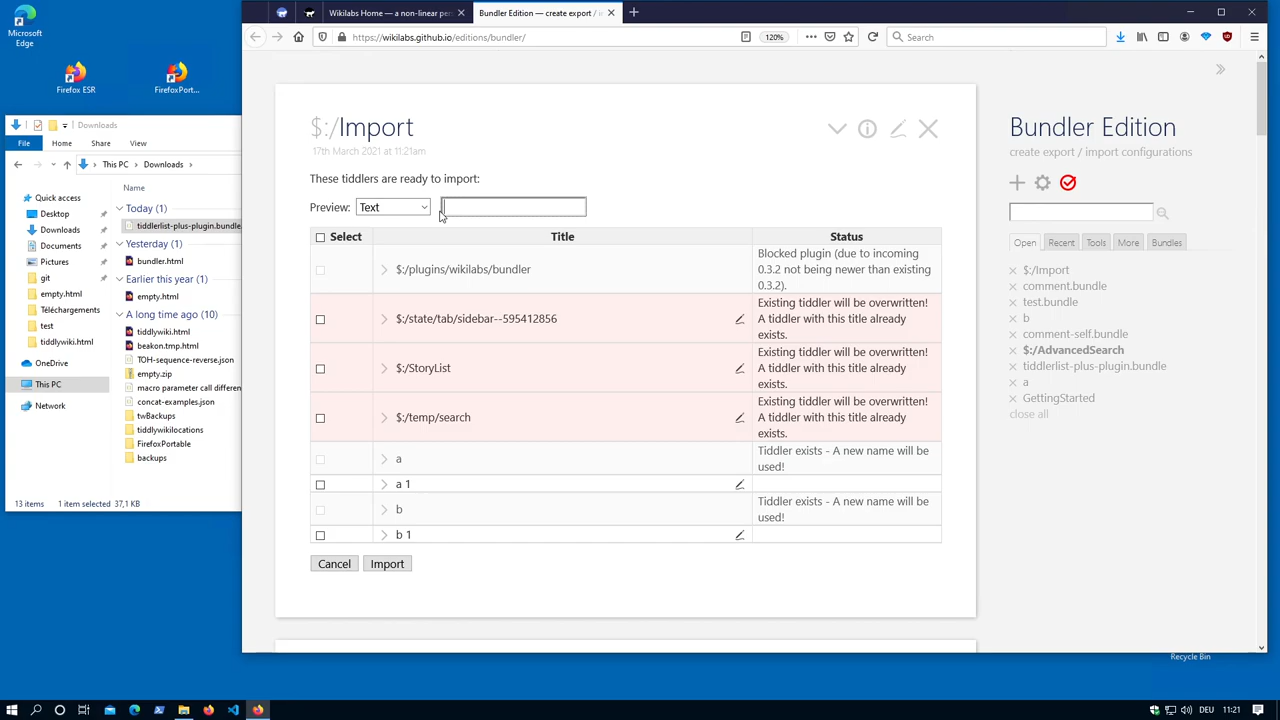 Microsoft
Edge
Firefox ESR
FirefoxPort...
Wikilabs Home — a non-linear per
Bundler Edition — create export / i
https://wikilabs.github.io/editions/bundler/
120%
Search
Downloads
File
Home
Share
View
This PC
Downloads
Name
Quick access
Desktop
Downloads
Documents
Pictures
git
empty.html
Téléchargements
test
tiddlywiki.html
OneDrive
This PC
Network
Today (1)
tiddlerlist-plus-plugin.bundle
Yesterday (1)
bundler.html
Earlier this year (1)
empty.html
A long time ago (10)
tiddlywiki.html
beakon.tmp.html
TOH-sequence-reverse.json
empty.zip
macro parameter call differen
concat-examples.json
twBackups
tiddlywikilocations
FirefoxPortable
backups
13 items
1 item selected 37,1 KB
$:/Import
17th March 2021 at 11:21am
These tiddlers are ready to import:
Preview: Text
Select
Title
Status
$:/plugins/wikilabs/bundler
Blocked plugin (due to incoming
0.3.2 not being newer than existing
0.3.2).
$:/state/tab/sidebar--595412856
Existing tiddler will be overwritten!
A tiddler with this title already
exists.
$:/StoryList
Existing tiddler will be overwritten!
A tiddler with this title already
exists.
$:/temp/search
Existing tiddler will be overwritten!
A tiddler with this title already
exists.
a
Tiddler exists - A new name will be
used!
a 1
b
Tiddler exists - A new name will be
used!
b 1
Cancel
Import
Bundler Edition
create export / import configurations
Open
Recent
Tools
More
Bundles
$:/Import
comment.bundle
test.bundle
b
comment-self.bundle
$:/AdvancedSearch
tiddlerlist-plus-plugin.bundle
a
GettingStarted
close all
Recycle Bin
DEU
11:21